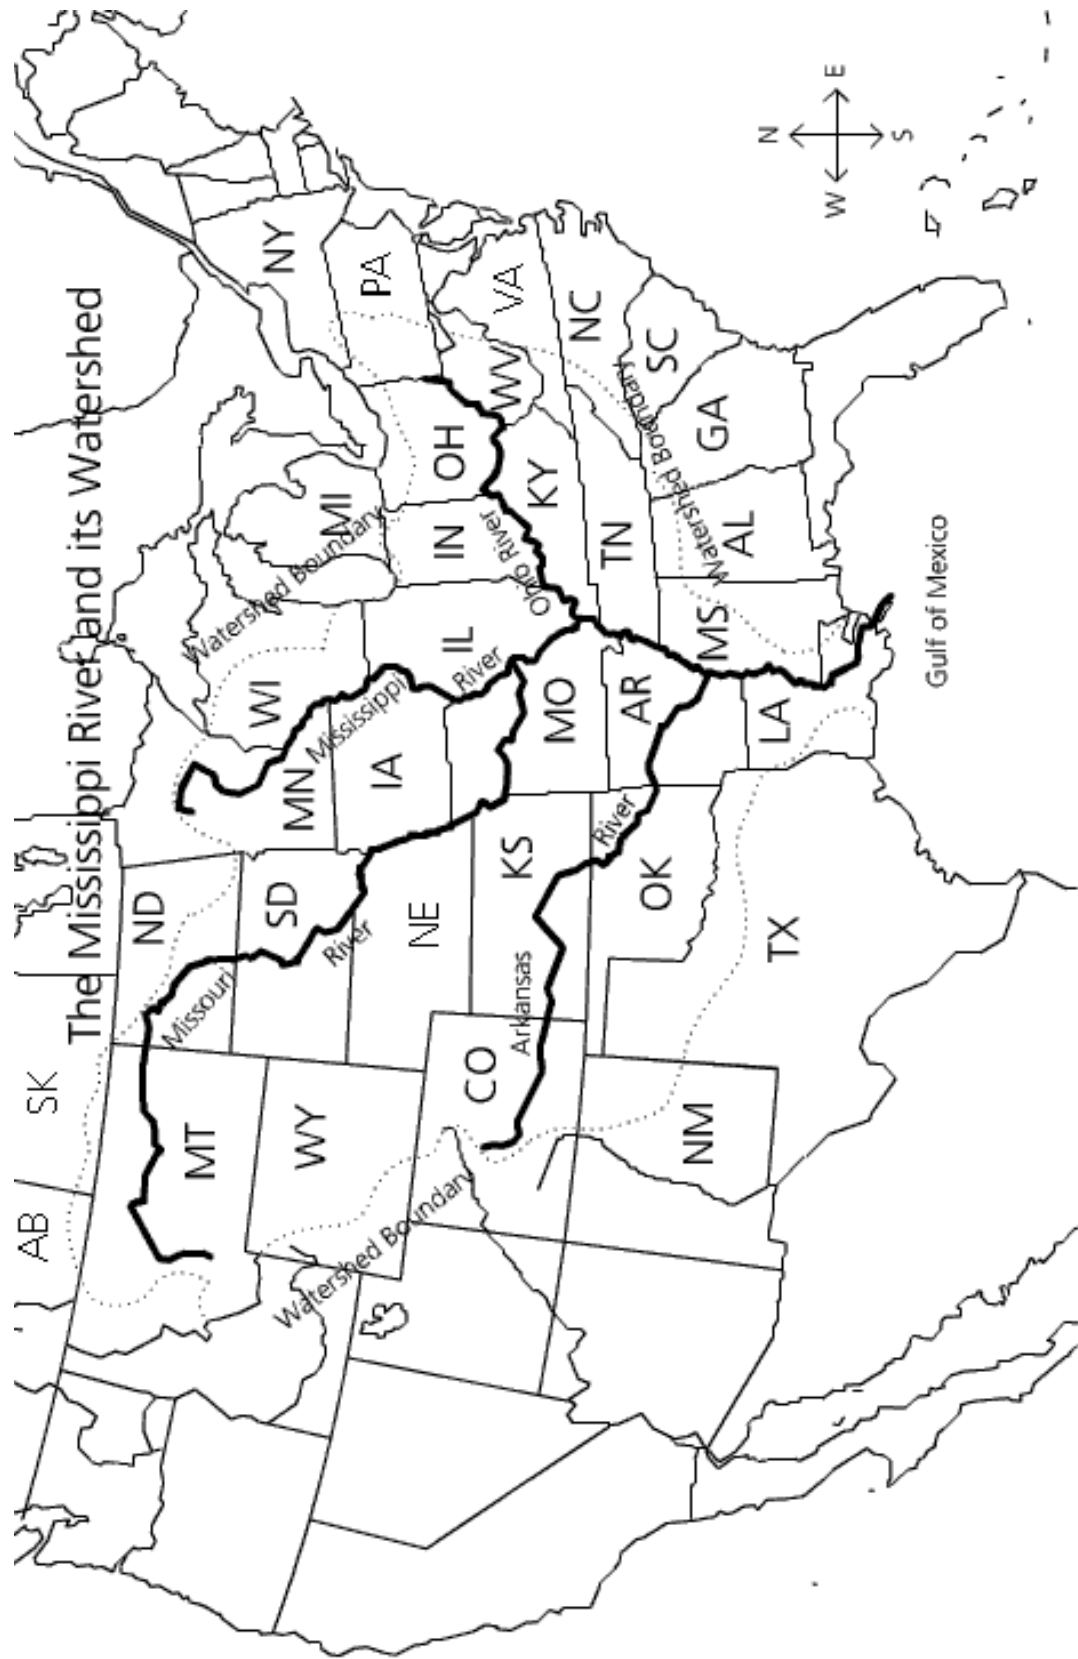 The Mississippi River and its Watershed
AB
SK
MT
ND
MN
WI
MI
NY
PA
WY
SD
IA
IL
IN
OH
WV
VA
NE
CO
KS
MO
KY
NC
TN
SC
NM
OK
AR
TX
LA
MS
AL
GA
Missouri
River
Mississippi
River
Ohio River
Arkansas
River
Watershed Boundary
Watershed Boundary
Watershed Boundary
Gulf of Mexico
N
W
E
S